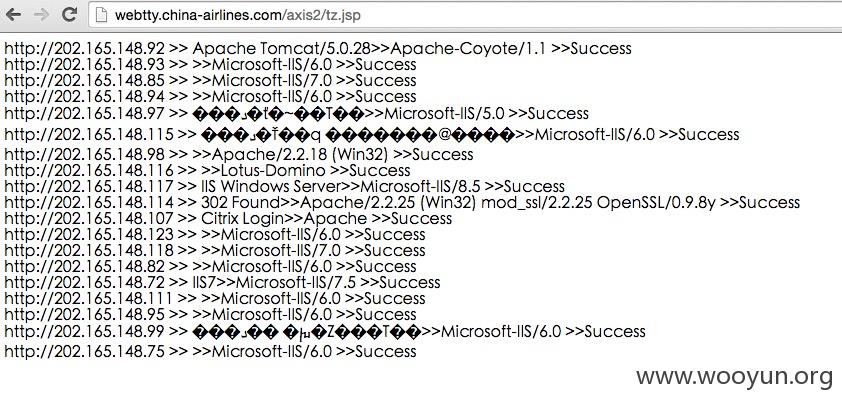 webtty.china-airlines.com/axis2/tz.jsp
http://202.165.148.92 >> Apache Tomcat/5.0.28>>Apache-Coyote/1.1 >>Success
http://202.165.148.93 >> >>Microsoft-IIS/6.0 >>Success
http://202.165.148.85 >> >>Microsoft-IIS/7.0 >>Success
http://202.165.148.94 >> >>Microsoft-IIS/6.0 >>Success
http://202.165.148.97 >> >>Microsoft-IIS/5.0 >>Success
http://202.165.148.115 >> >>Microsoft-IIS/6.0 >>Success
http://202.165.148.98 >> >>Apache/2.2.18 (Win32) >>Success
http://202.165.148.116 >> >>Lotus-Domino >>Success
http://202.165.148.117 >> IIS Windows Server>>Microsoft-IIS/8.5 >>Success
http://202.165.148.114 >> 302 Found>>Apache/2.2.25 (Win32) mod_ssl/2.2.25 OpenSSL/0.9.8y >>Success
http://202.165.148.107 >> Citrix Login>>Apache >>Success
http://202.165.148.123 >> >>Microsoft-IIS/6.0 >>Success
http://202.165.148.118 >> >>Microsoft-IIS/7.0 >>Success
http://202.165.148.82 >> >>Microsoft-IIS/6.0 >>Success
http://202.165.148.72 >> IIS7>>Microsoft-IIS/7.5 >>Success
http://202.165.148.111 >> >>Microsoft-IIS/6.0 >>Success
http://202.165.148.95 >> >>Microsoft-IIS/6.0 >>Success
http://202.165.148.99 >> >>Microsoft-IIS/6.0 >>Success
http://202.165.148.75 >> >>Microsoft-IIS/6.0 >>Success
www.wooyun.org